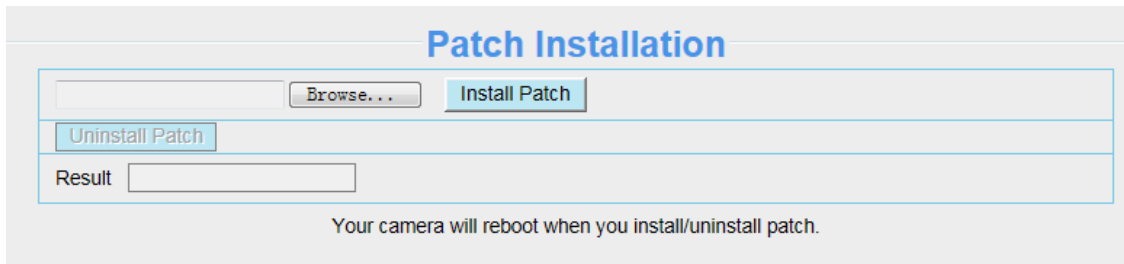 Patch Installation
Browse... Install Patch
Uninstall Patch
Result
Your camera will reboot when you install/uninstall patch.